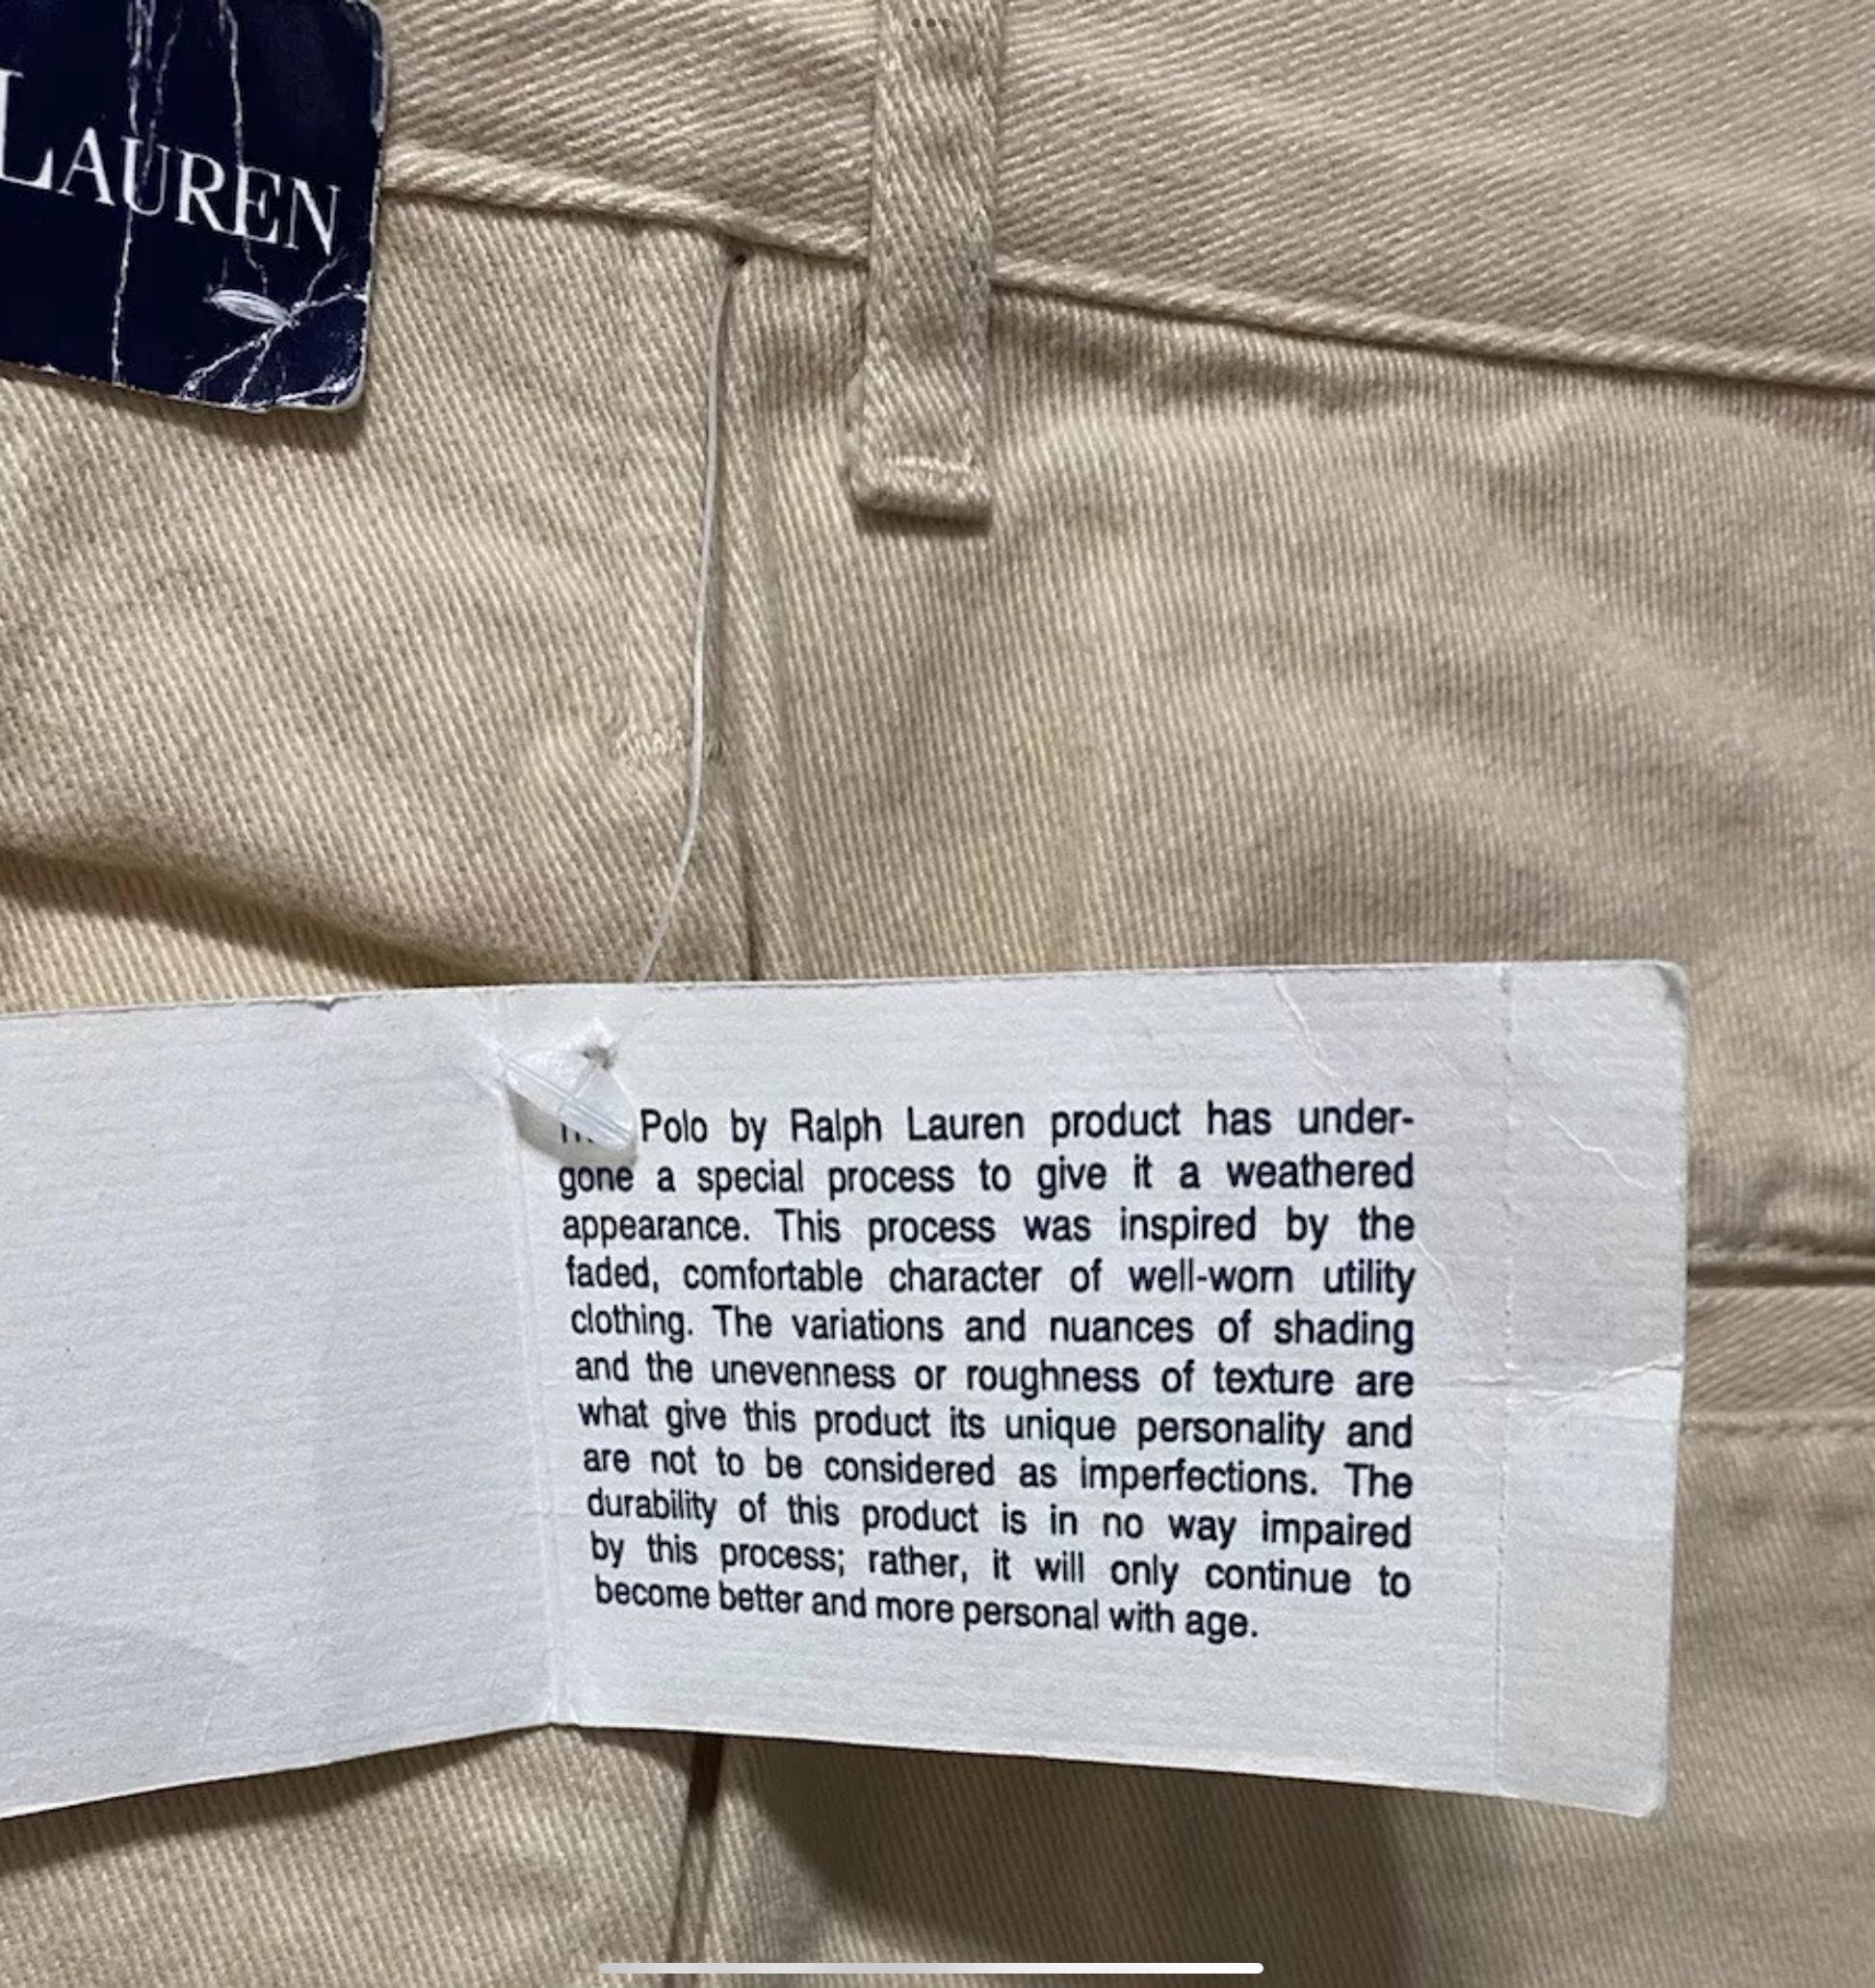 LAUREN
Polo by Ralph Lauren product has under-
gone a special process to give it a weathered
appearance. This process was inspired by the
faded, comfortable character of well-worn utility
clothing. The variations and nuances of shading
and the unevenness or roughness of texture are
what give this product its unique personality and
are not to be considered as imperfections. The
durability of this product is in no way impaired
by this process; rather, it will only continue to
become better and more personal with age.